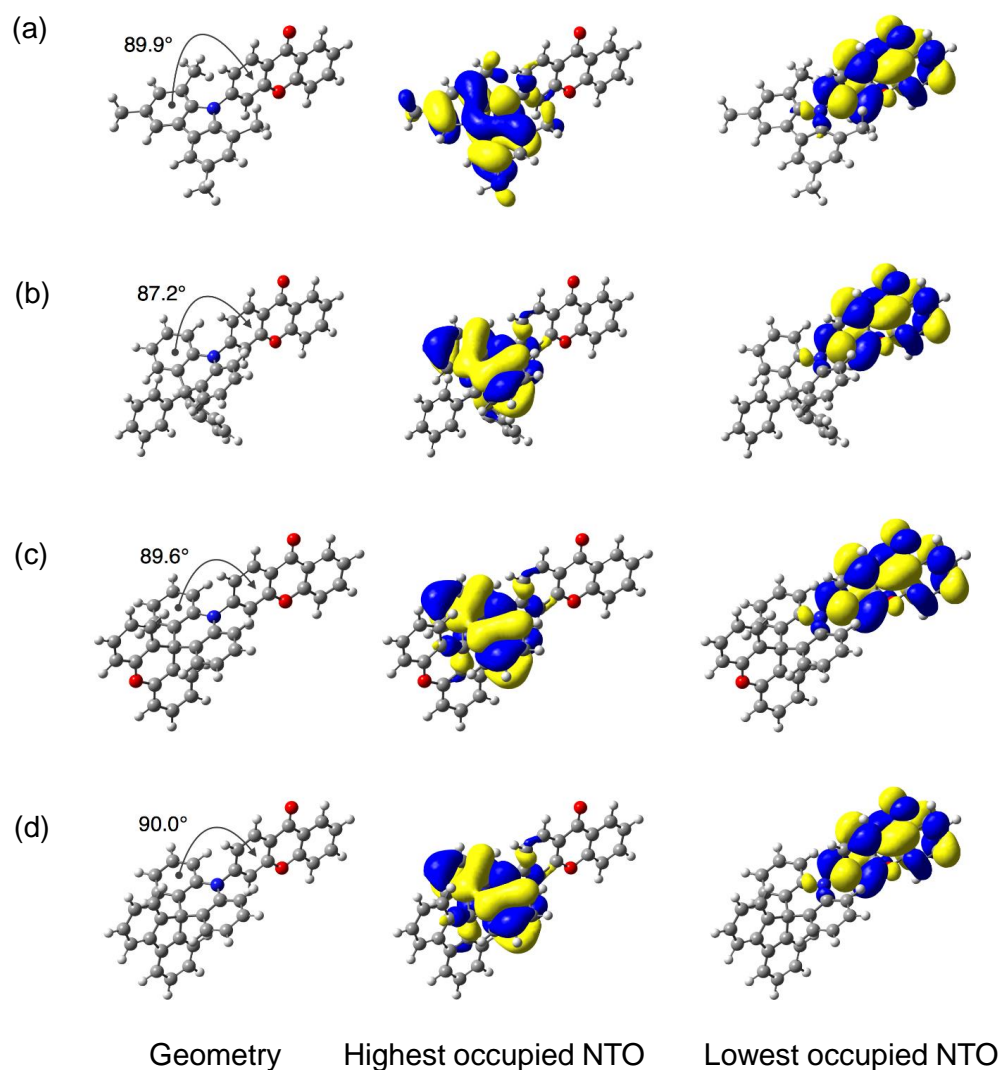 (a)
89.9°
(b)
87.2°
(c)
89.6°
(d)
90.0°
Geometry Highest occupied NTO Lowest occupied NTO